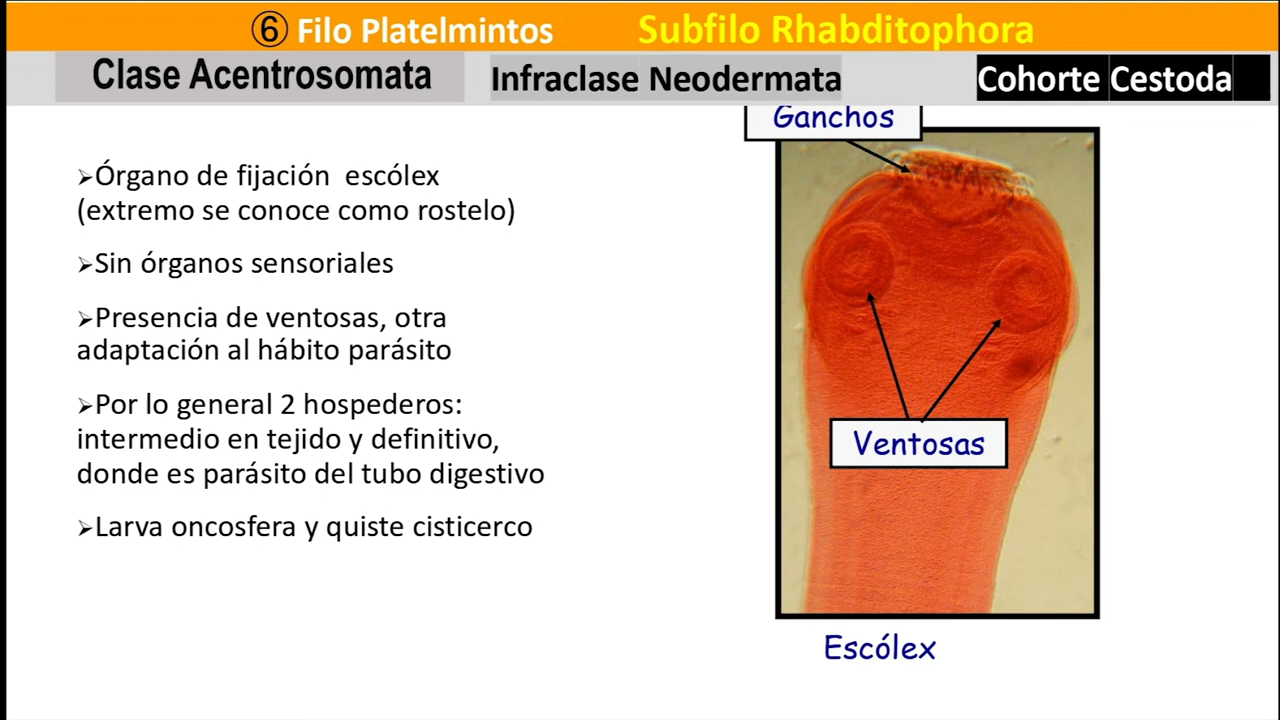 ⑥ Filo Platelmintos Subfilo Rhabditophora
Clase Acentrosomata Infraclase Neodermata Cohorte Cestoda
Ganchos
➢Órgano de fijación escólex
(extremo se conoce como rostelo)
➢Sin órganos sensoriales
➢Presencia de ventosas, otra
adaptación al hábito parásito
➢Por lo general 2 hospederos:
intermedio en tejido y definitivo,
donde es parásito del tubo digestivo
➢Larva oncosfera y quiste cisticerco
Ventosas
Escólex